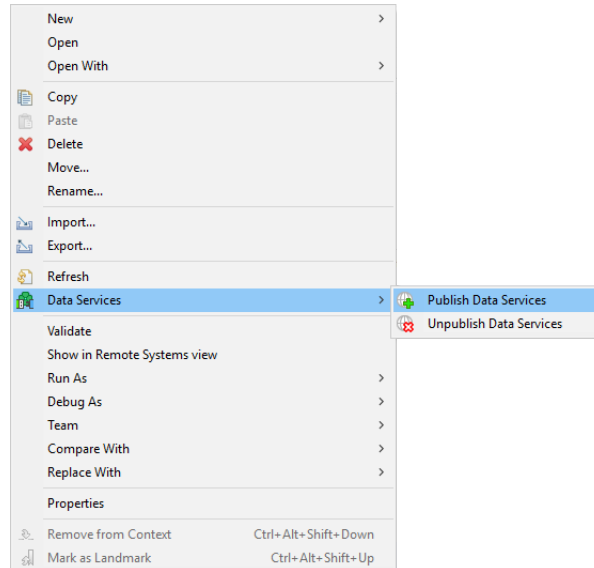 New
Open
Open With
Copy
Paste
Delete
Move...
Rename...
Import...
Export...
Refresh
Data Services
Publish Data Services
Unpublish Data Services
Validate
Show in Remote Systems view
Run As
Debug As
Team
Compare With
Replace With
Properties
Remove from Context Ctrl+Alt+Shift+Down
Mark as Landmark Ctrl+Alt+Shift+Up